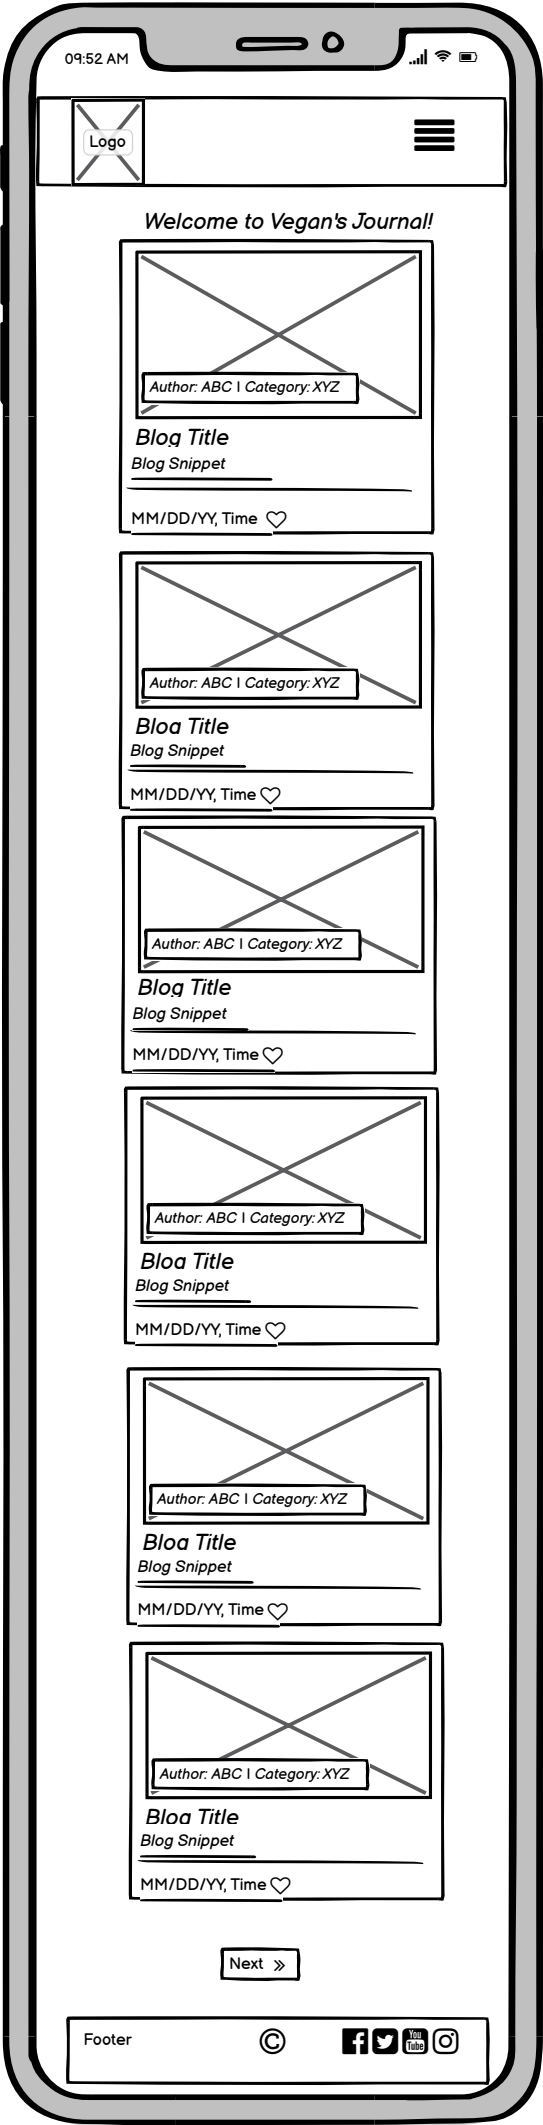 09:52 AM
Logo
Welcome to Vegan's Journal!
Author: ABC | Category: XYZ
Blog Title
Blog Snippet
MM/DD/YY, Time
Author: ABC | Category: XYZ
Blog Title
Blog Snippet
MM/DD/YY, Time
Author: ABC | Category: XYZ
Blog Title
Blog Snippet
MM/DD/YY, Time
Author: ABC | Category: XYZ
Blog Title
Blog Snippet
MM/DD/YY, Time
Author: ABC | Category: XYZ
Blog Title
Blog Snippet
MM/DD/YY, Time
Author: ABC | Category: XYZ
Blog Title
Blog Snippet
MM/DD/YY, Time
Next »
Footer © You Tube